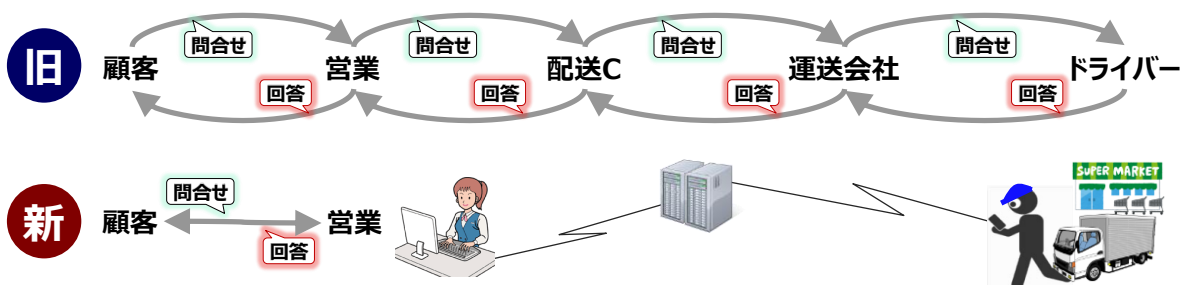 問合せ 問合せ 問合せ 問合せ
旧 顧客 営業 配送C 運送会社 ドライバー
回答 回答 回答 回答
問合せ
新 顧客 営業
回答
SUPER MARKET